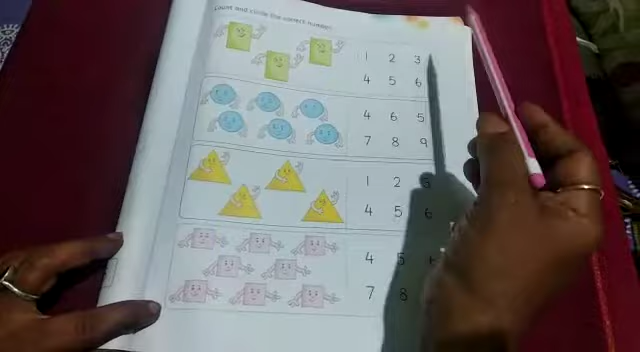 Count and circle the correct number.
1 2 3
4 5 6
4 6 5
7 8 9
1 2 3
4 5 6
4 5
7 8